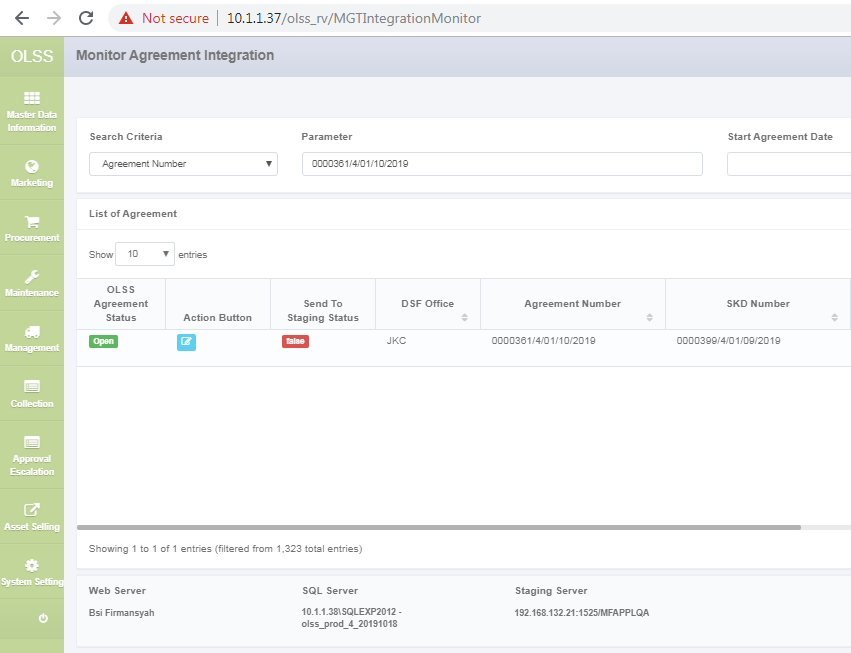 Not secure | 10.1.1.37/olss_rv/MGTIntegrationMonitor
OLSS
Monitor Agreement Integration
Master Data
Information
Marketing
Procurement
Maintenance
Management
Collection
Approval
Escalation
Asset Selling
System Setting
Search Criteria
Parameter
Start Agreement Date
Agreement Number
0000361/4/01/10/2019
List of Agreement
Show 10 entries
OLSS
Agreement
Status
Action Button
Send To
Staging Status
DSF Office
Agreement Number
SKD Number
Open
false
JKC
0000361/4/01/10/2019
0000399/4/01/09/2019
Showing 1 to 1 of 1 entries (filtered from 1,323 total entries)
Web Server
Bsi Firmansyah
SQL Server
10.1.1.38\SQLEXP2012 -
olss_prod_4_20191018
Staging Server
192.168.132.21:1525/MFAPPLQA